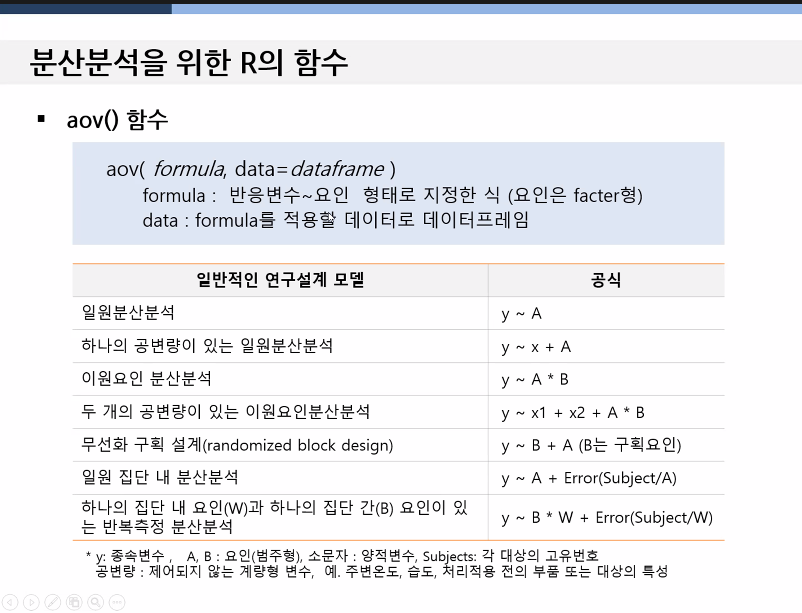 분산분석을 위한 R의 함수
▪ aov() 함수
aov( formula, data=dataframe )
formula : 반응변수~요인 형태로 지정한 식 (요인은 facter형)
data : formula를 적용할 데이터로 데이터프레임
일반적인 연구설계 모델 공식
일원분산분석 y ~ A
하나의 공변량이 있는 일원분산분석 y ~ x + A
이원요인 분산분석 y ~ A * B
두 개의 공변량이 있는 이원요인분산분석 y ~ x1 + x2 + A * B
무선화 구획 설계(randomized block design) y ~ B + A (B는 구획요인)
일원 집단 내 분산분석 y ~ A + Error(Subject/A)
하나의 집단 내 요인(W)과 하나의 집단 간(B) 요인이 있
는 반복측정 분산분석 y ~ B * W + Error(Subject/W)
* y: 종속변수 , A, B : 요인(범주형), 소문자 : 양적변수, Subjects: 각 대상의 고유번호
공변량 : 제어되지 않는 계량형 변수, 예. 주변온도, 습도, 처리적용 전의 부품 또는 대상의 특성